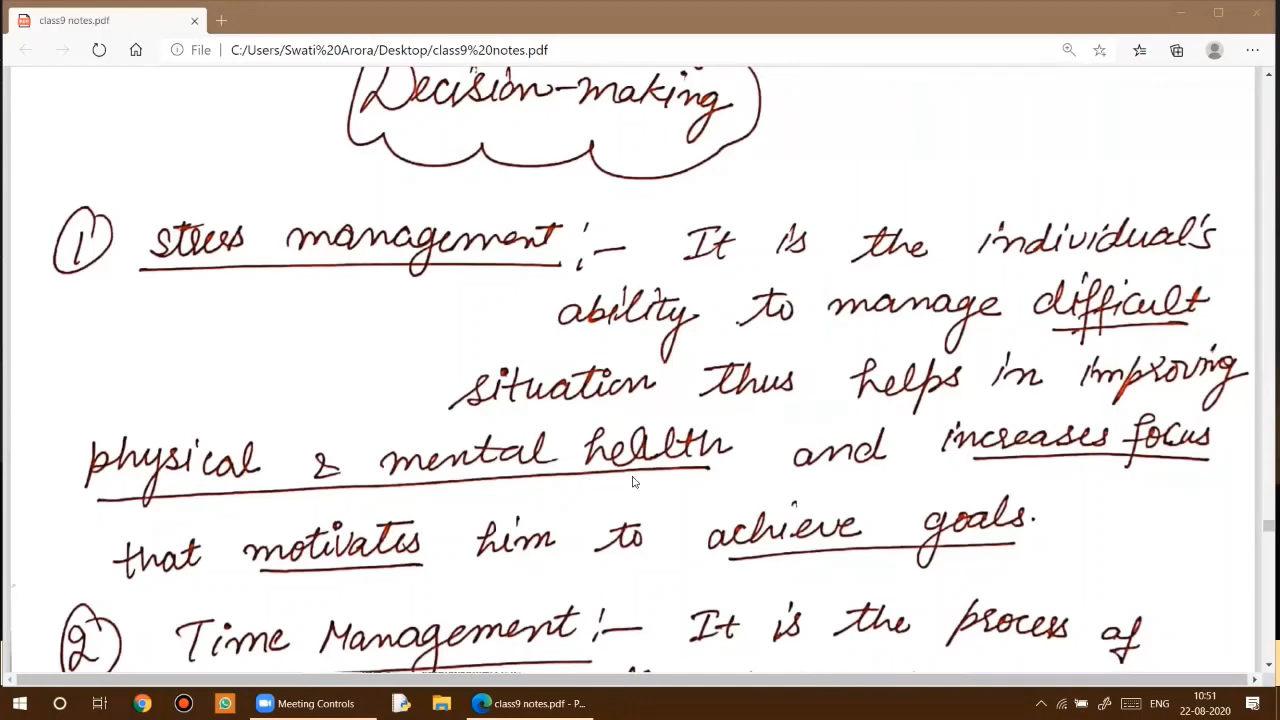 class9 notes.pdf
File C:/Users/Swati%20Arora/Desktop/class9%20notes.pdf
Decision-making
1 stress management :- It is the individual's
ability to manage difficult
situation thus helps in improving
physical & mental health and increases focus
that motivates him to achieve goals.
2 Time Management :- It is the process of
Meeting Controls
class9 notes.pdf - P...
ENG
10:51
22-08-2020